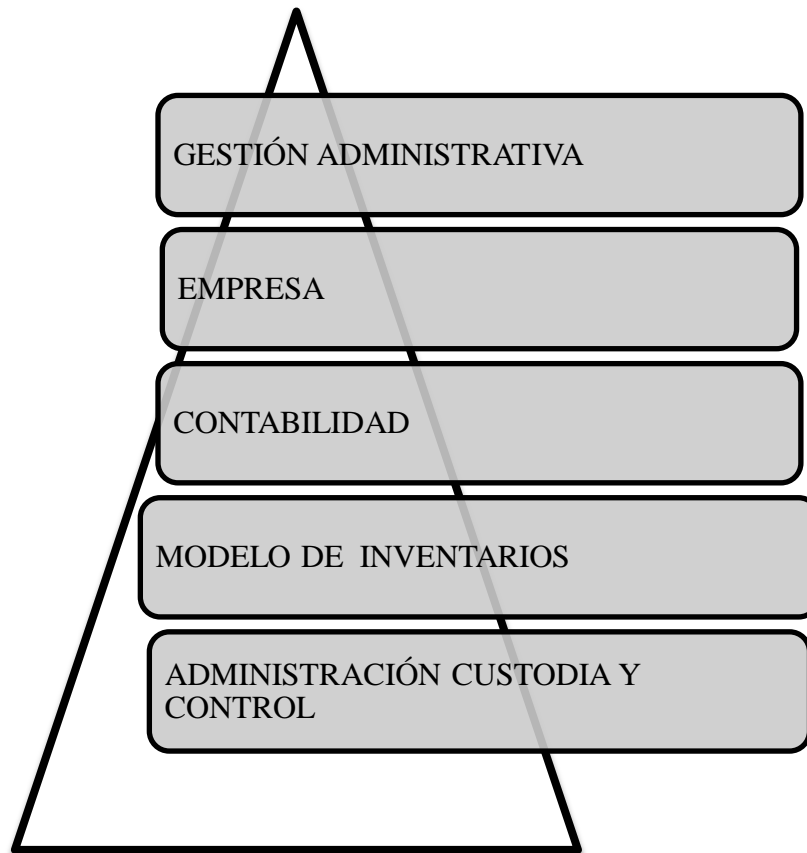 GESTIÓN ADMINISTRATIVA
EMPRESA
CONTABILIDAD
MODELO DE INVENTARIOS
ADMINISTRACIÓN CUSTODIA Y
CONTROL